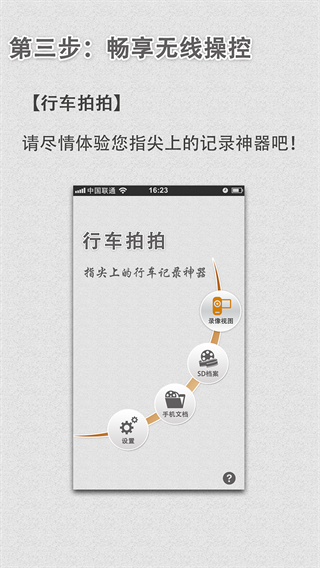 第三步：畅享无线操控
【行车拍拍】
请尽情体验您指尖上的记录神器吧！
中国联通 16:23
行车拍拍
指尖上的行车记录神器
录像视图
SD档案
手机文档
设置
?